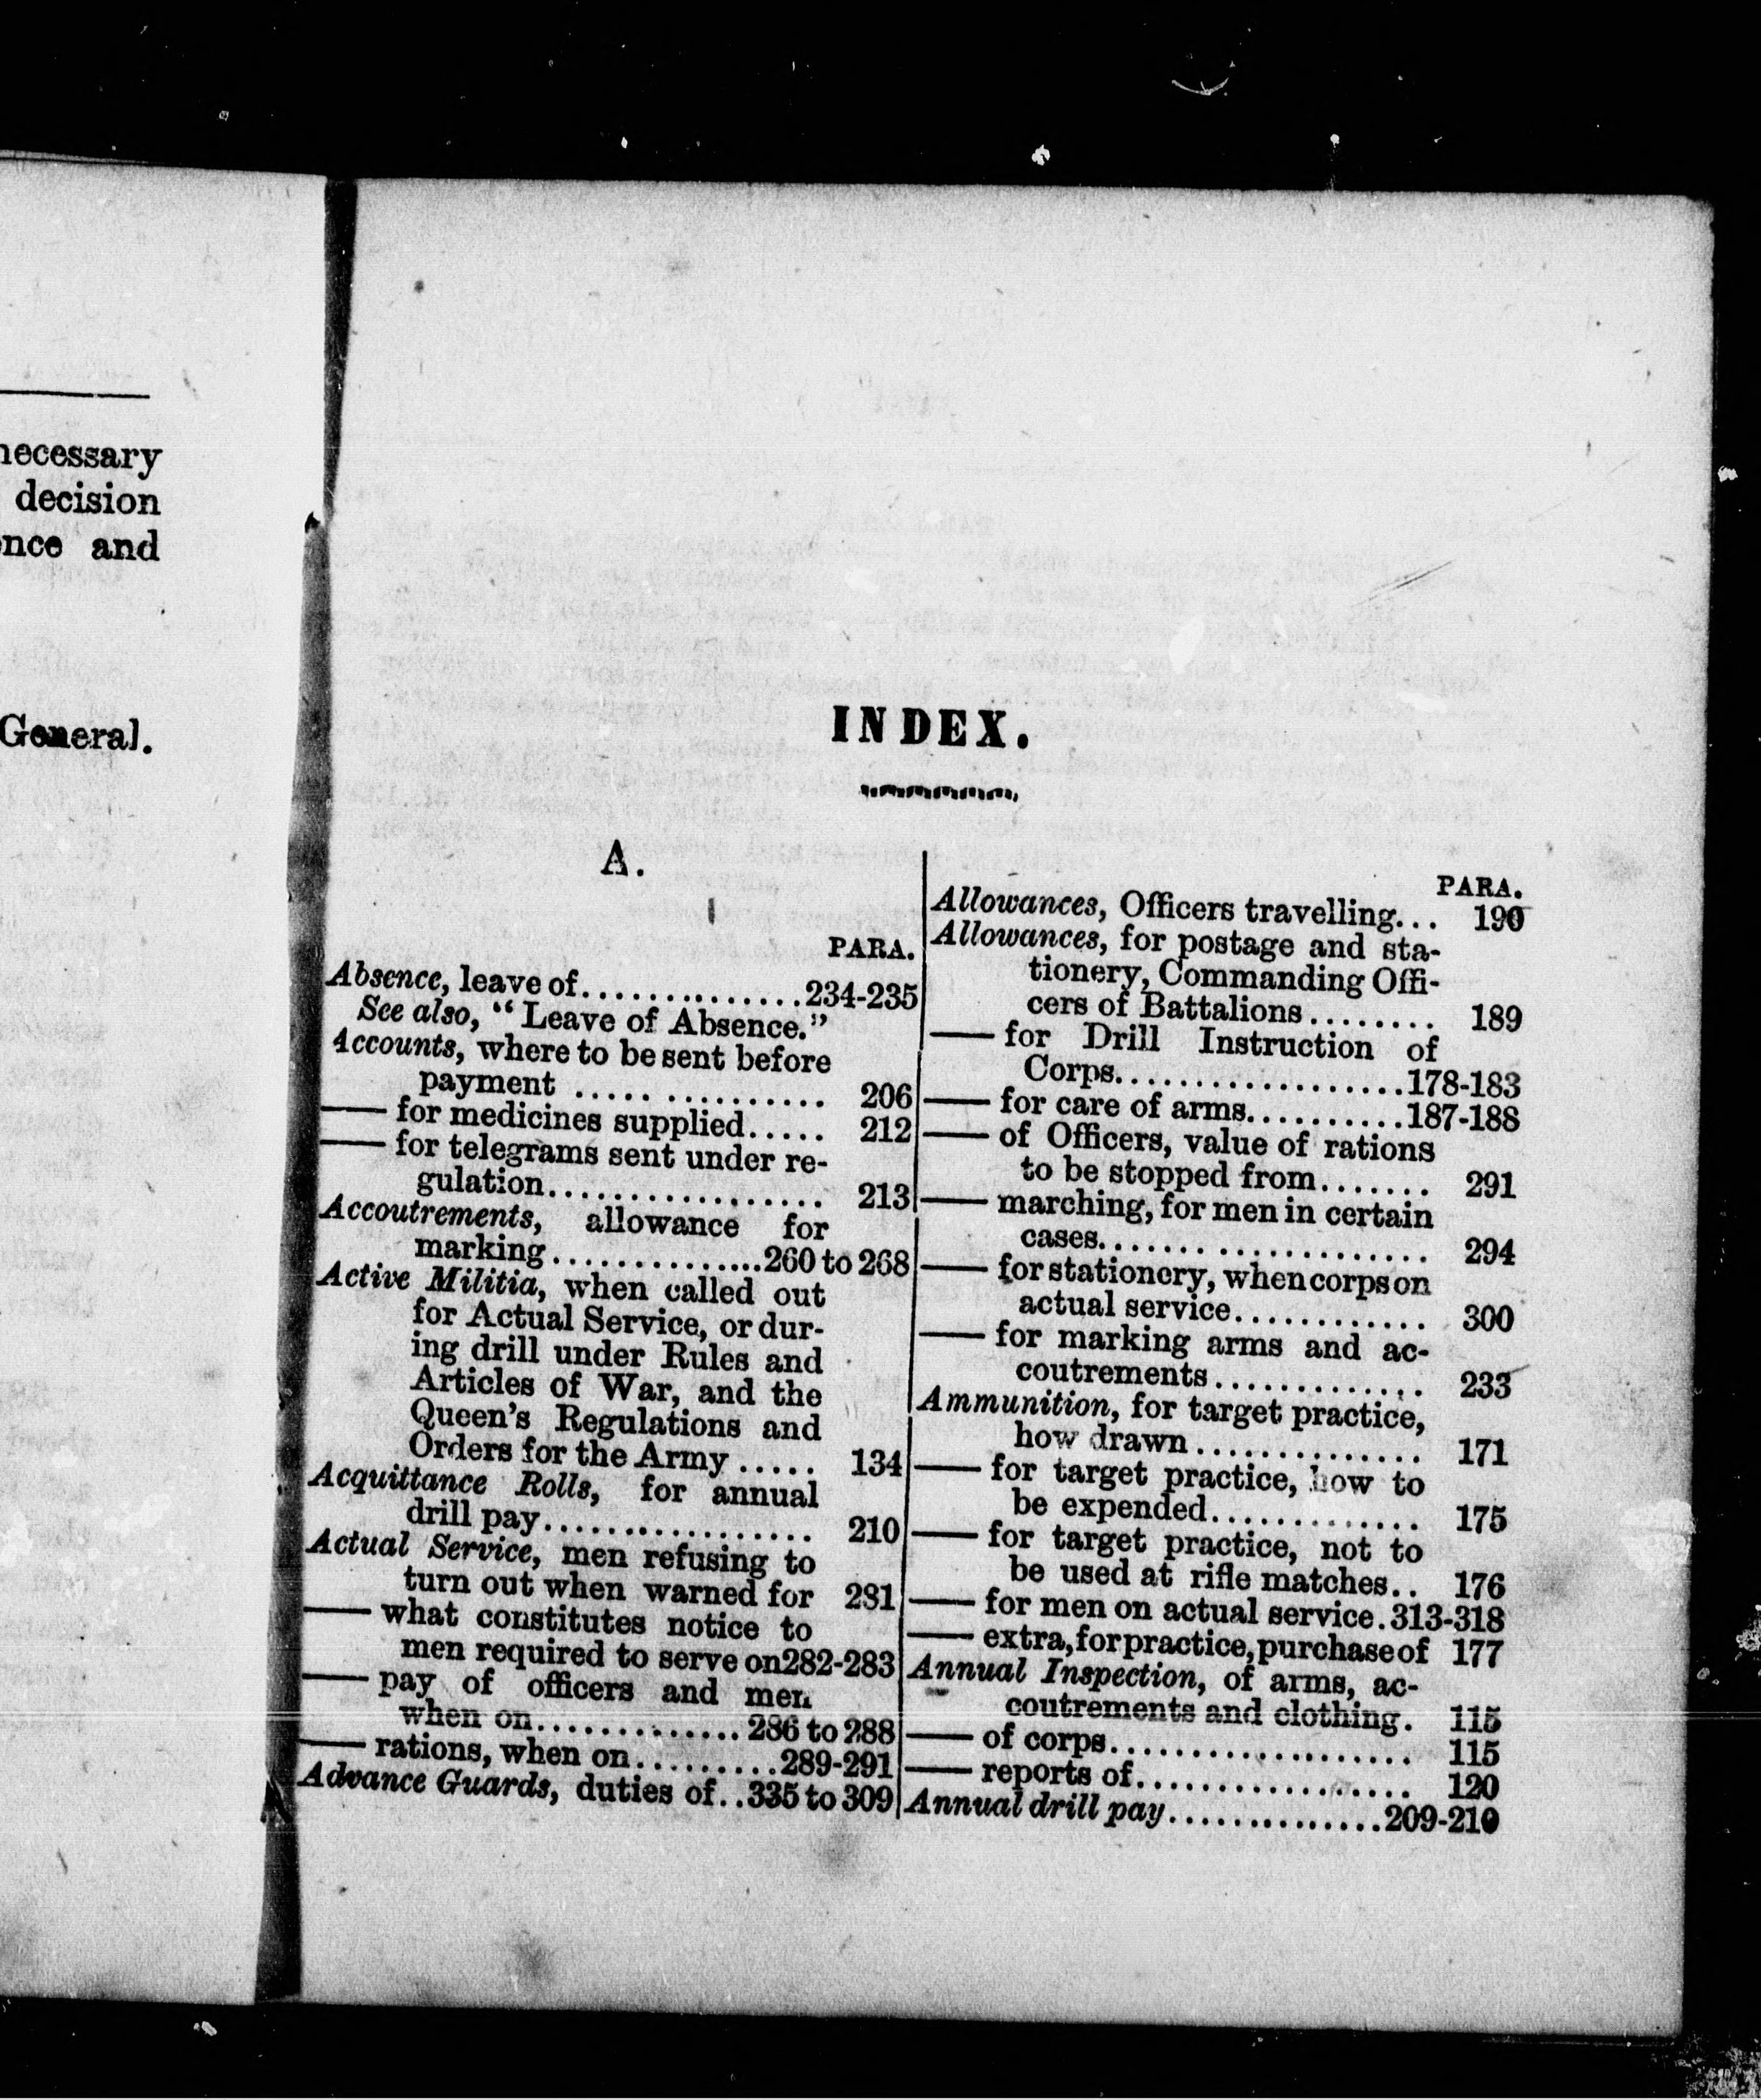 necessary
decision
and
General.
INDEX.
A.
PARA.
Absence, leave of..............234-235
See also, "Leave of Absence."
Accounts, where to be sent before
payment ................ 206
—— for medicines supplied..... 212
—— for telegrams sent under re-
gulation................. 213
Accoutrements, allowance for
marking...............260 to 268
Active Militia, when called out
for Actual Service, or dur-
ing drill under Rules and
Articles of War, and the
Queen's Regulations and
Orders for the Army ..... 134
Acquittance Rolls, for annual
drill pay................. 210
Actual Service, men refusing to
turn out when warned for 281
—— what constitutes notice to
men required to serve on282-283
—— pay of officers and men
when on..............286 to 288
—— rations, when on.........289-291
Advance Guards, duties of..335 to 309
PARA.
Allowances, Officers travelling... 190
Allowances, for postage and sta-
tionery, Commanding Offi-
cers of Battalions........ 189
—— for Drill Instruction of
Corps..................178-183
—— for care of arms..........187-188
—— of Officers, value of rations
to be stopped from....... 291
—— marching, for men in certain
cases..................... 294
—— for stationery, when corps on
actual service............ 300
—— for marking arms and ac-
coutrements............. 233
Ammunition, for target practice,
how drawn.............. 171
—— for target practice, how to
be expended............. 175
—— for target practice, not to
be used at rifle matches.. 176
—— for men on actual service.313-318
—— extra, for practice, purchase of 177
Annual Inspection, of arms, ac-
coutrements and clothing. 115
—— of corps................... 115
—— reports of................. 120
Annual drill pay..............209-210